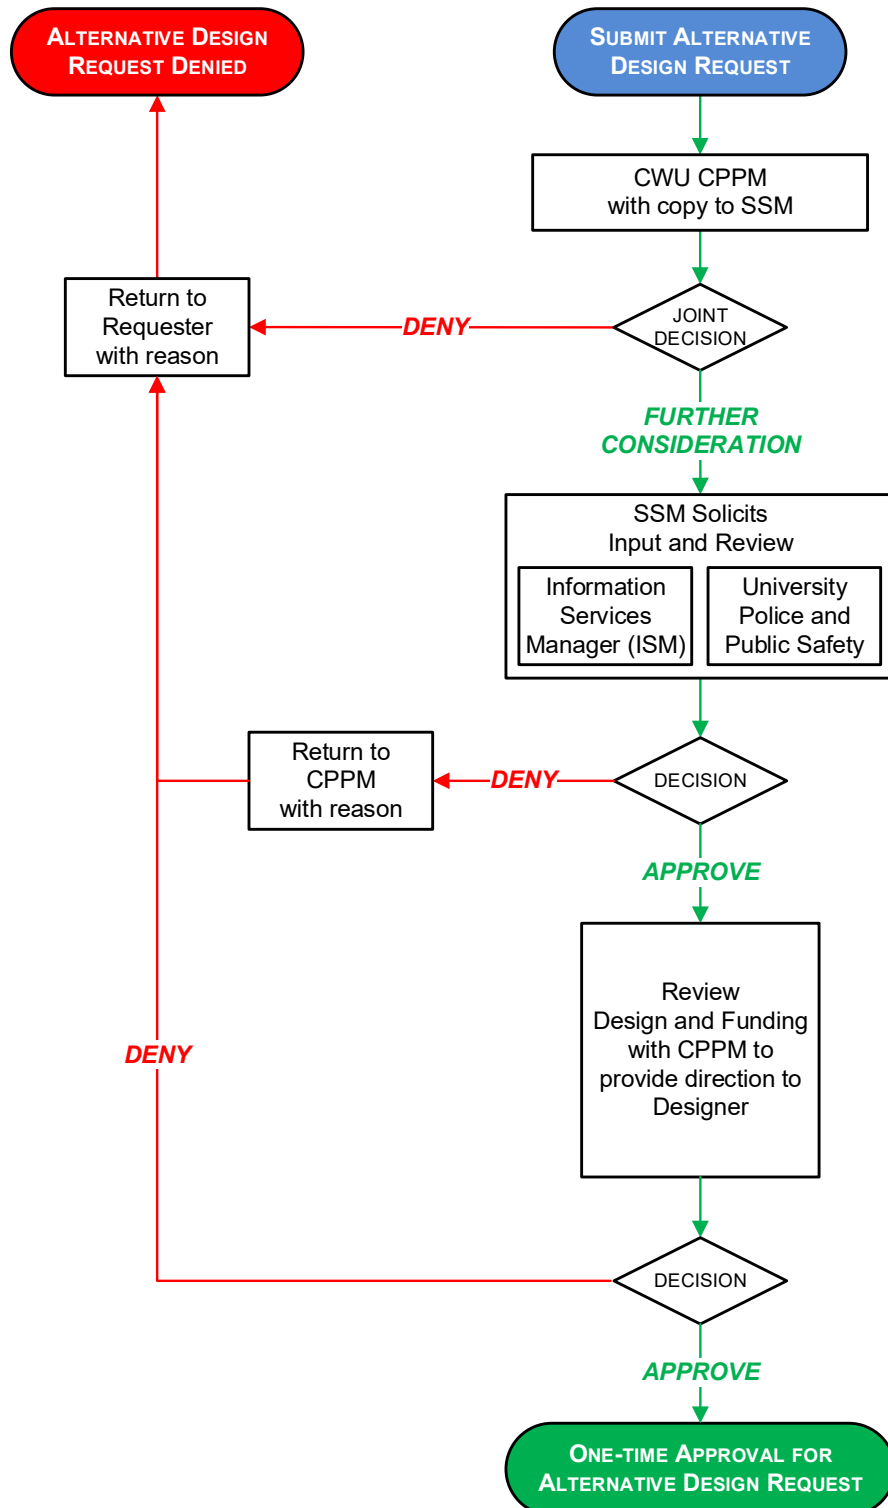 ALTERNATIVE DESIGN
REQUEST DENIED
SUBMIT ALTERNATIVE
DESIGN REQUEST
CWU CPPM
with copy to SSM
Return to
Requester
with reason
DENY
JOINT
DECISION
FURTHER
CONSIDERATION
SSM Solicits
Input and Review
Information
Services
Manager (ISM)
University
Police and
Public Safety
Return to
CPPM
with reason
DENY
DECISION
APPROVE
Review
Design and Funding
with CPPM to
provide direction to
Designer
DENY
DECISION
APPROVE
ONE-TIME APPROVAL FOR
ALTERNATIVE DESIGN REQUEST